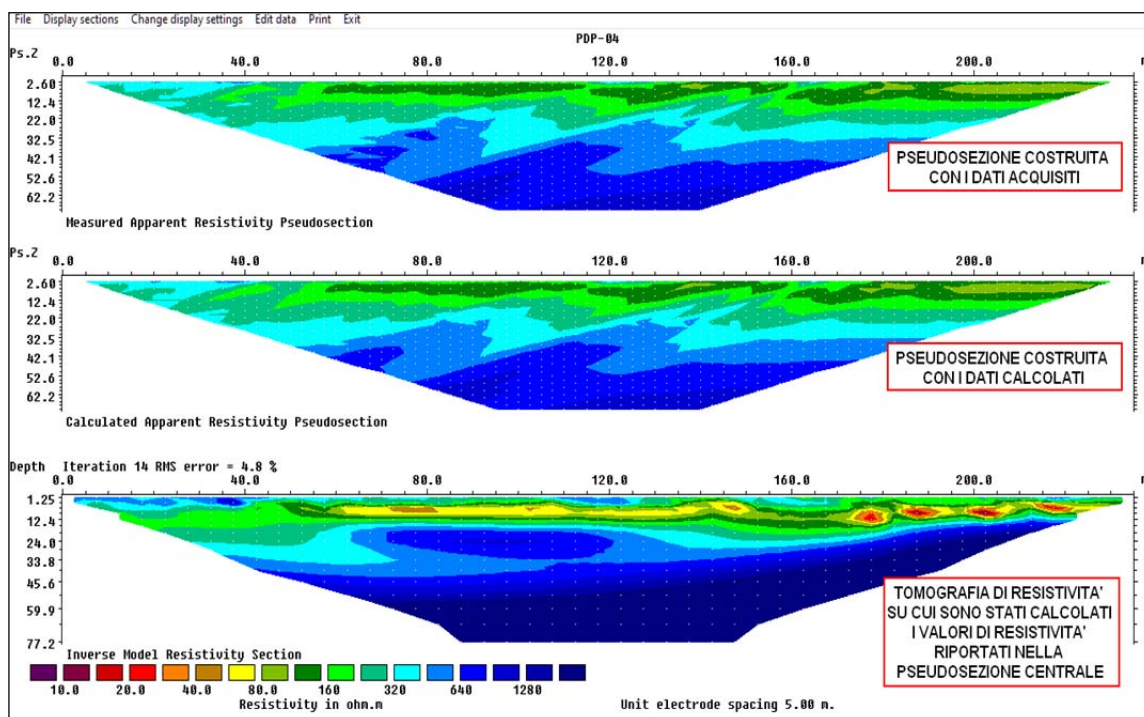 File Display sections Change display settings Edit data Print Exit
PDP-04
Ps.Z 0.0 40.0 80.0 120.0 160.0 200.0 m
2.60
12.4
22.0
32.5
42.1
52.6
62.2
PSEUDOSEZIONE COSTRUITA
CON I DATI ACQUISITI
Measured Apparent Resistivity Pseudosection
Ps.Z 0.0 40.0 80.0 120.0 160.0 200.0
2.60
12.4
22.0
32.5
42.1
52.6
62.2
PSEUDOSEZIONE COSTRUITA
CON I DATI CALCOLATI
Calculated Apparent Resistivity Pseudosection
Depth Iteration 14 RMS error = 4.8 %
0.0 80.0 120.0 200.0 m
1.25
12.4
24.0
33.8
45.6
59.9
77.2
TOMOGRAFIA DI RESISTIVITA'
SU CUI SONO STATI CALCOLATI
I VALORI DI RESISTIVITA'
RIPORTATI NELLA
PSEUDOSEZIONE CENTRALE
Inverse Model Resistivity Section
10.0 20.0 40.0 80.0 160 320 640 1280
Resistivity in ohm.m
Unit electrode spacing 5.00 m.